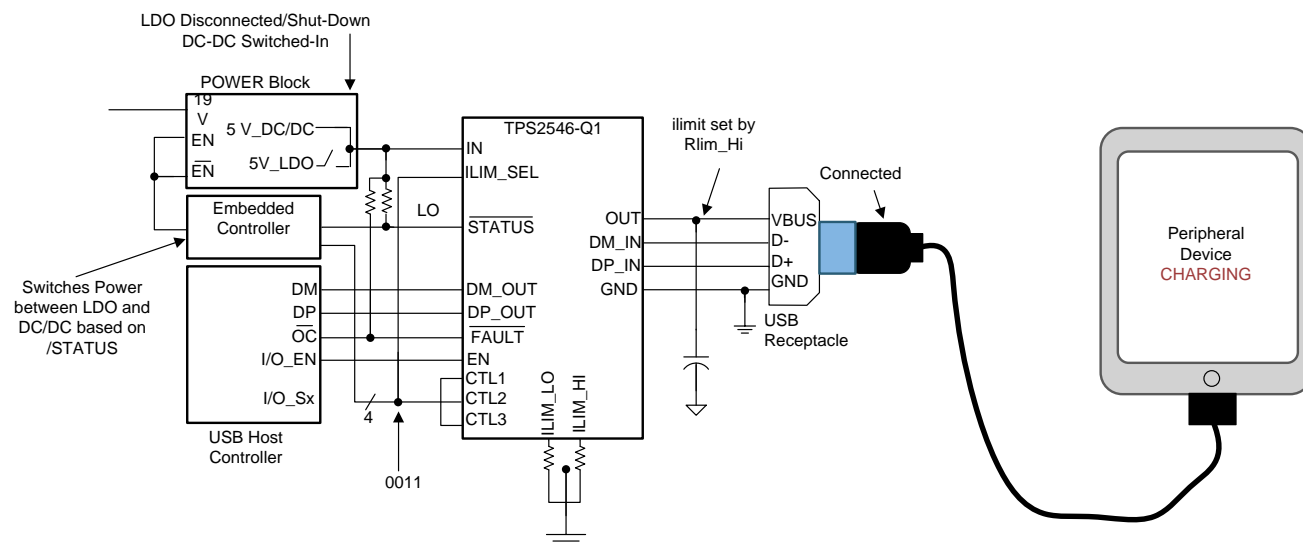 LDO Disconnected/Shut-Down
DC-DC Switched-In
POWER Block
19
V
EN
EN
5 V_DC/DC
5V_LDO
Embedded
Controller
LO
Switches Power
between LDO and
DC/DC based on
/STATUS
DM
DP
OC
I/O_EN
I/O_Sx
USB Host
Controller
4
0011
TPS2546-Q1
IN
ILIM_SEL
STATUS
DM_OUT
DP_OUT
FAULT
EN
CTL1
CTL2
CTL3
ILIM_LO
ILIM_HI
OUT
DM_IN
DP_IN
GND
ilimit set by
Rlim_Hi
VBUS
D-
D+
GND
USB
Receptacle
Connected
Peripheral
Device
CHARGING